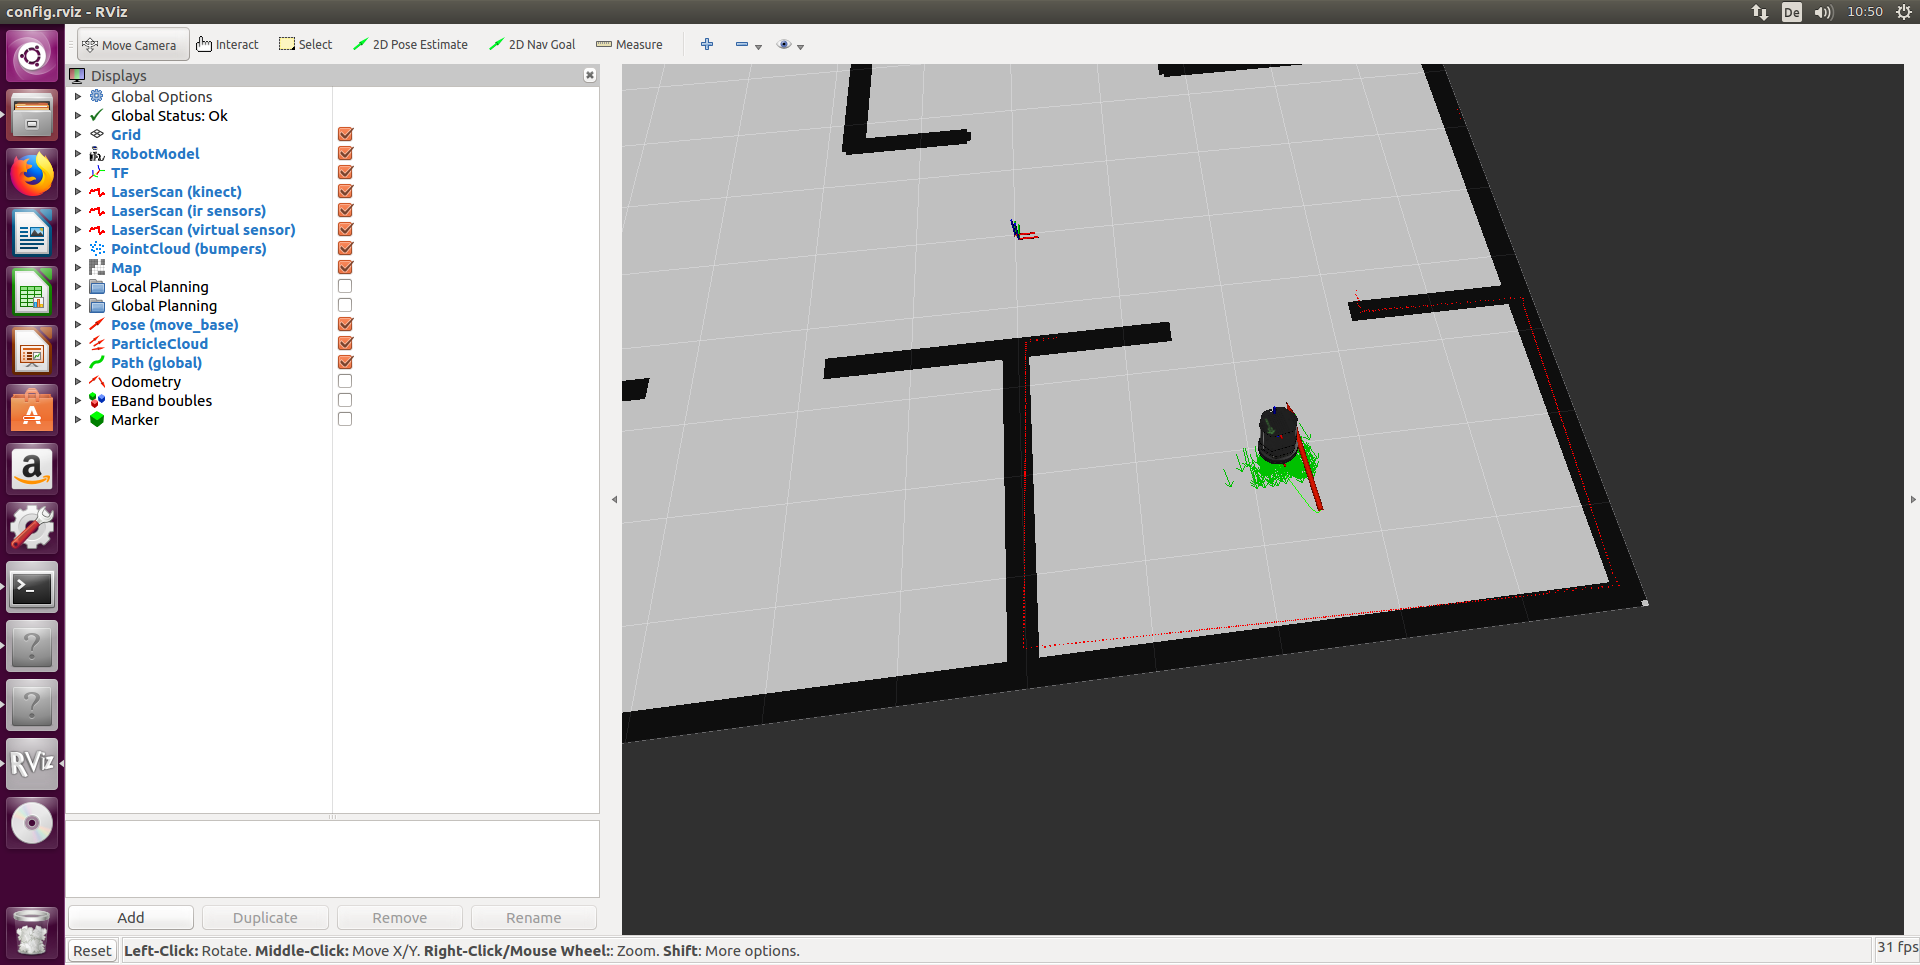 config.rviz - RViz
De
10:50
Move Camera
Interact
Select
2D Pose Estimate
2D Nav Goal
Measure
Displays
Global Options
Global Status: Ok
Grid
RobotModel
TF
LaserScan (kinect)
LaserScan (ir sensors)
LaserScan (virtual sensor)
PointCloud (bumpers)
Map
Local Planning
Global Planning
Pose (move_base)
ParticleCloud
Path (global)
Odometry
EBand boubles
Marker
a
>_
?
?
RViz
Add
Duplicate
Remove
Rename
Reset
Left-Click: Rotate. Middle-Click: Move X/Y. Right-Click/Mouse Wheel:: Zoom. Shift: More options.
31 fps